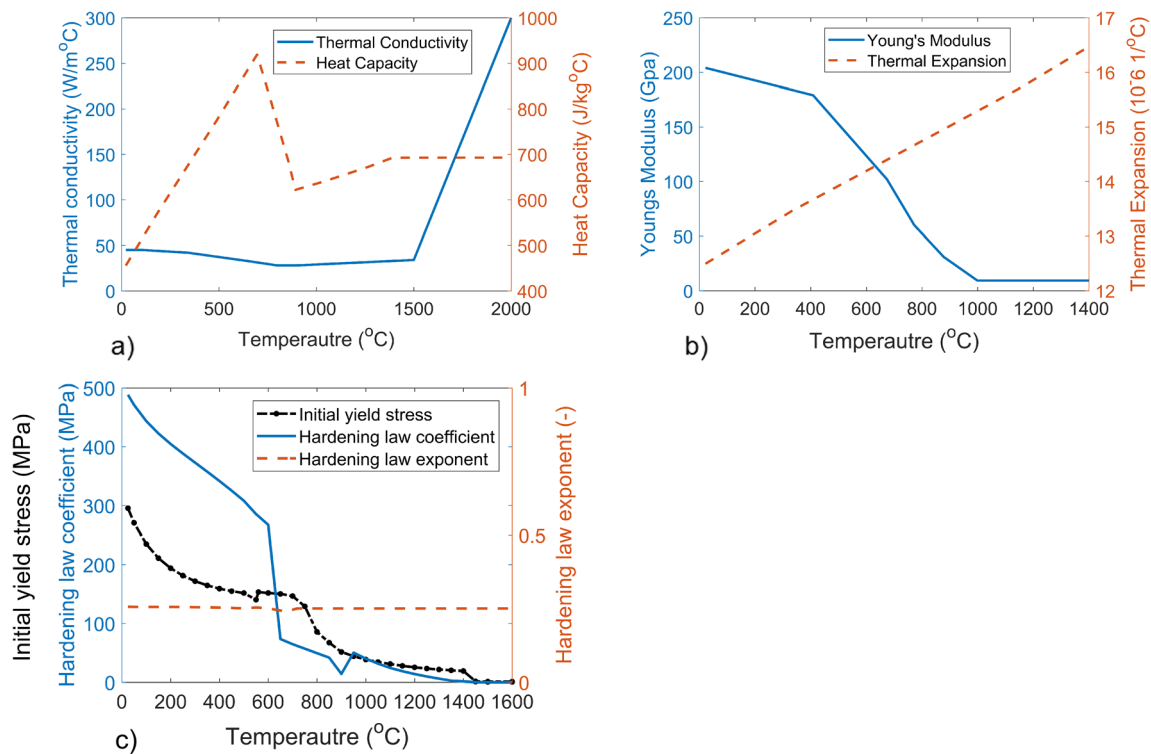 Thermal conductivity (W/m°C)
300
250
200
150
100
50
0
Thermal Conductivity
Heat Capacity
1000
900
800
700
600
500
400
Heat Capacity (J/kg°C)
0 500 1000 1500 2000
Temperautre (°C)
a)
Youngs Modulus (Gpa)
250
200
150
100
50
0
Young's Modulus
Thermal Expansion
17
16
15
14
13
12
Thermal Expansion (10⁻6 1/°C)
0 200 400 600 800 1000 1200 1400
Temperautre (°C)
b)
Initial yield stress (MPa)
Hardening law coefficient (MPa)
500
400
300
200
100
0
Initial yield stress
Hardening law coefficient
Hardening law exponent
1
0.5
0
Hardening law exponent (-)
0 200 400 600 800 1000 1200 1400 1600
Temperautre (°C)
c)